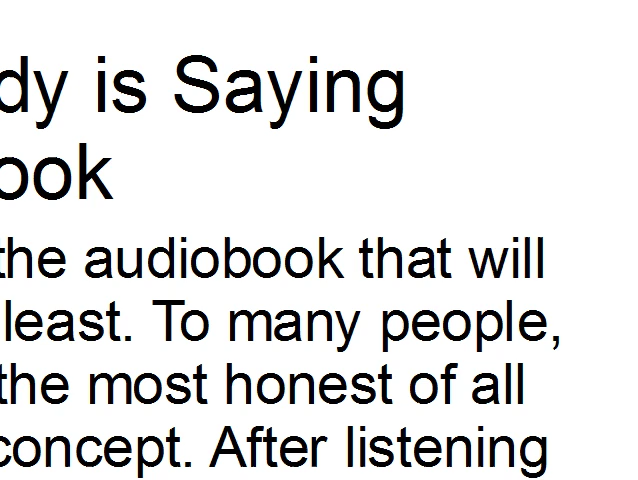 dy is Saying
ook
the audiobook that will
least. To many people,
the most honest of all
concept. After listening